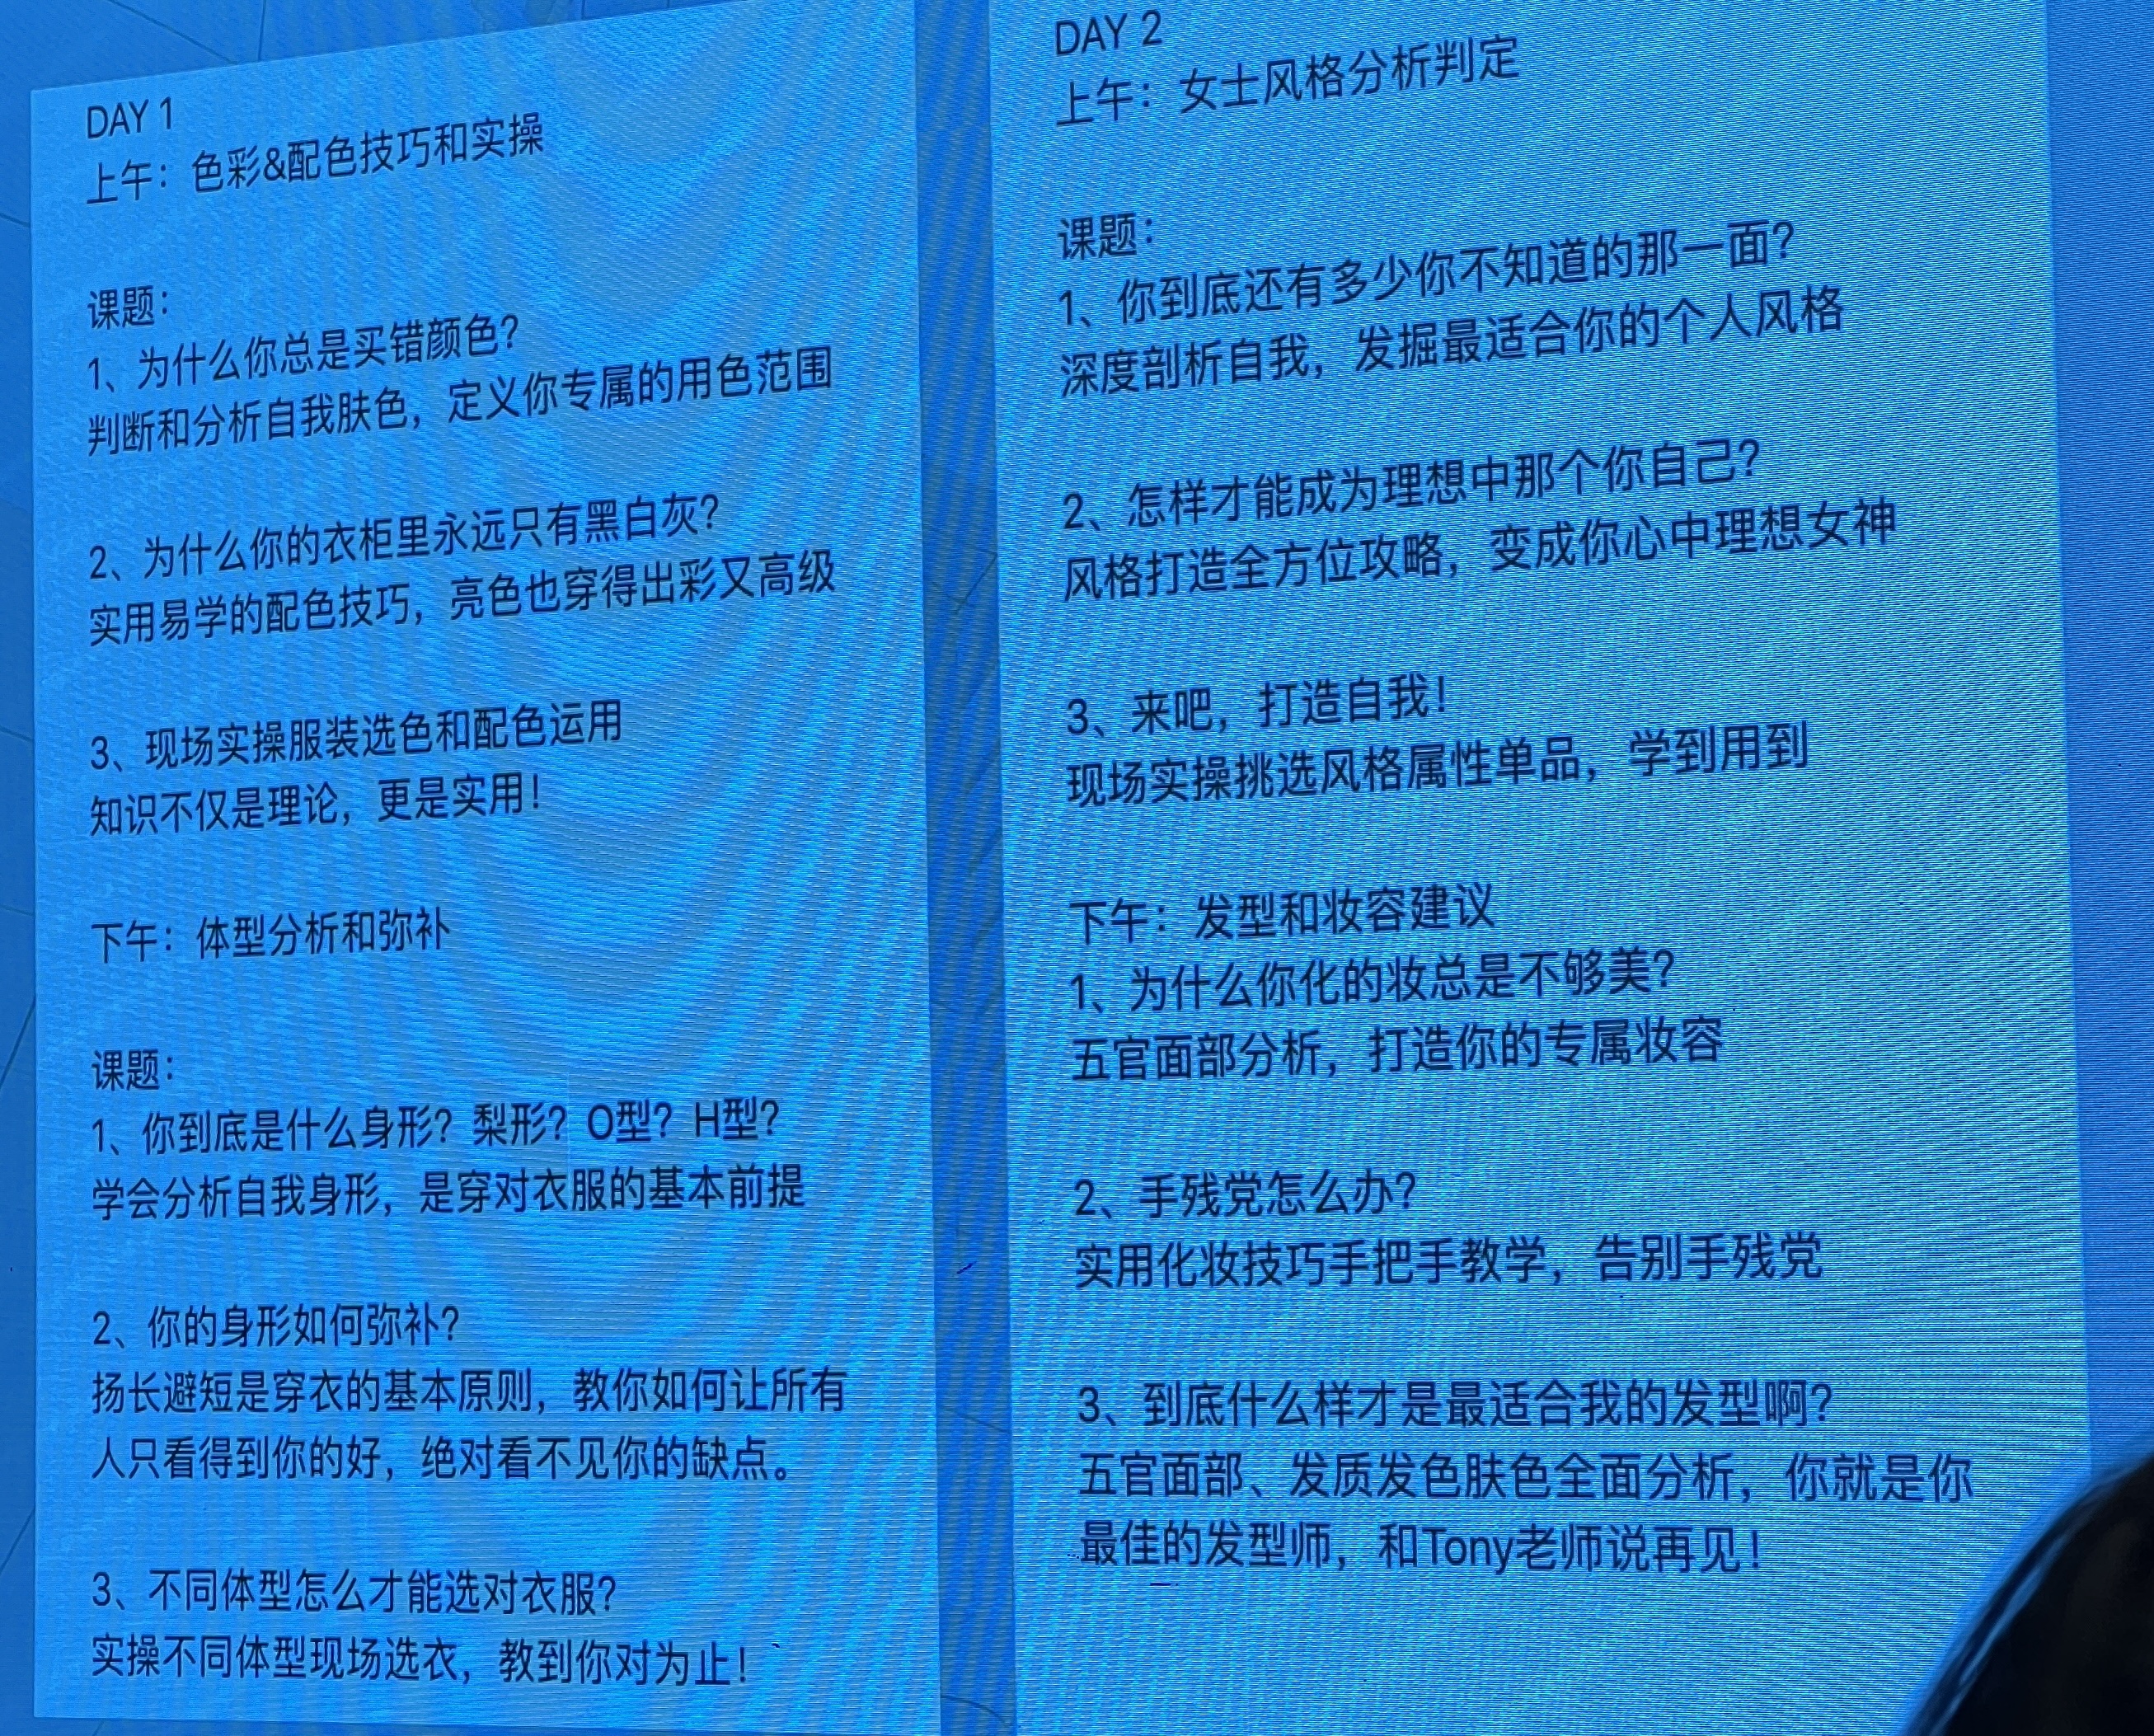 DAY 1
上午：色彩&配色技巧和实操
课题：
1、为什么你总是买错颜色？
判断和分析自我肤色，定义你专属的用色范围
2、为什么你的衣柜里永远只有黑白灰？
实用易学的配色技巧，亮色也穿得出彩又高级
3、现场实操服装选色和配色运用
知识不仅是理论，更是实用！
下午：体型分析和弥补
课题：
1、你到底是什么身形？梨形？O型？H型？
学会分析自我身形，是穿对衣服的基本前提
2、你的身形如何弥补？
扬长避短是穿衣的基本原则，教你如何让所有
人只看得到你的好，绝对看不见你的缺点。
3、不同体型怎么才能选对衣服？
实操不同体型现场选衣，教到你对为止！
DAY 2
上午：女士风格分析判定
课题：
1、你到底还有多少你不知道的那一面？
深度剖析自我，发掘最适合你的个人风格
2、怎样才能成为理想中那个你自己？
风格打造全方位攻略，变成你心中理想女神
3、来吧，打造自我！
现场实操挑选风格属性单品，学到用到
下午：发型和妆容建议
1、为什么你化的妆总是不够美？
五官面部分析，打造你的专属妆容
2、手残党怎么办？
实用化妆技巧手把手教学，告别手残党
3、到底什么样才是最适合我的发型啊？
五官面部、发质发色肤色全面分析，你就是你
最佳的发型师，和Tony老师说再见！